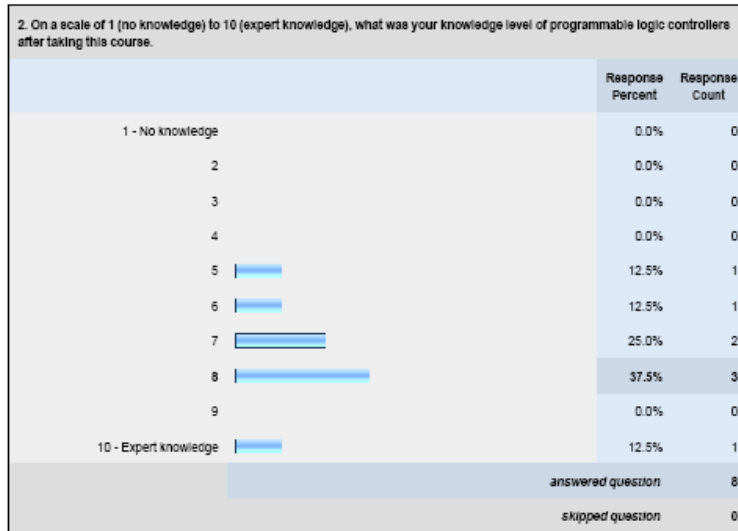 2. On a scale of 1 (no knowledge) to 10 (expert knowledge), what was your knowledge level of programmable logic controllers
after taking this course.
Response Percent Response Count
1 - No knowledge 0.0% 0
2 0.0% 0
3 0.0% 0
4 0.0% 0
5 12.5% 1
6 12.5% 1
7 25.0% 2
8 37.5% 3
9 0.0% 0
10 - Expert knowledge 12.5% 1
answered question 8
skipped question 0